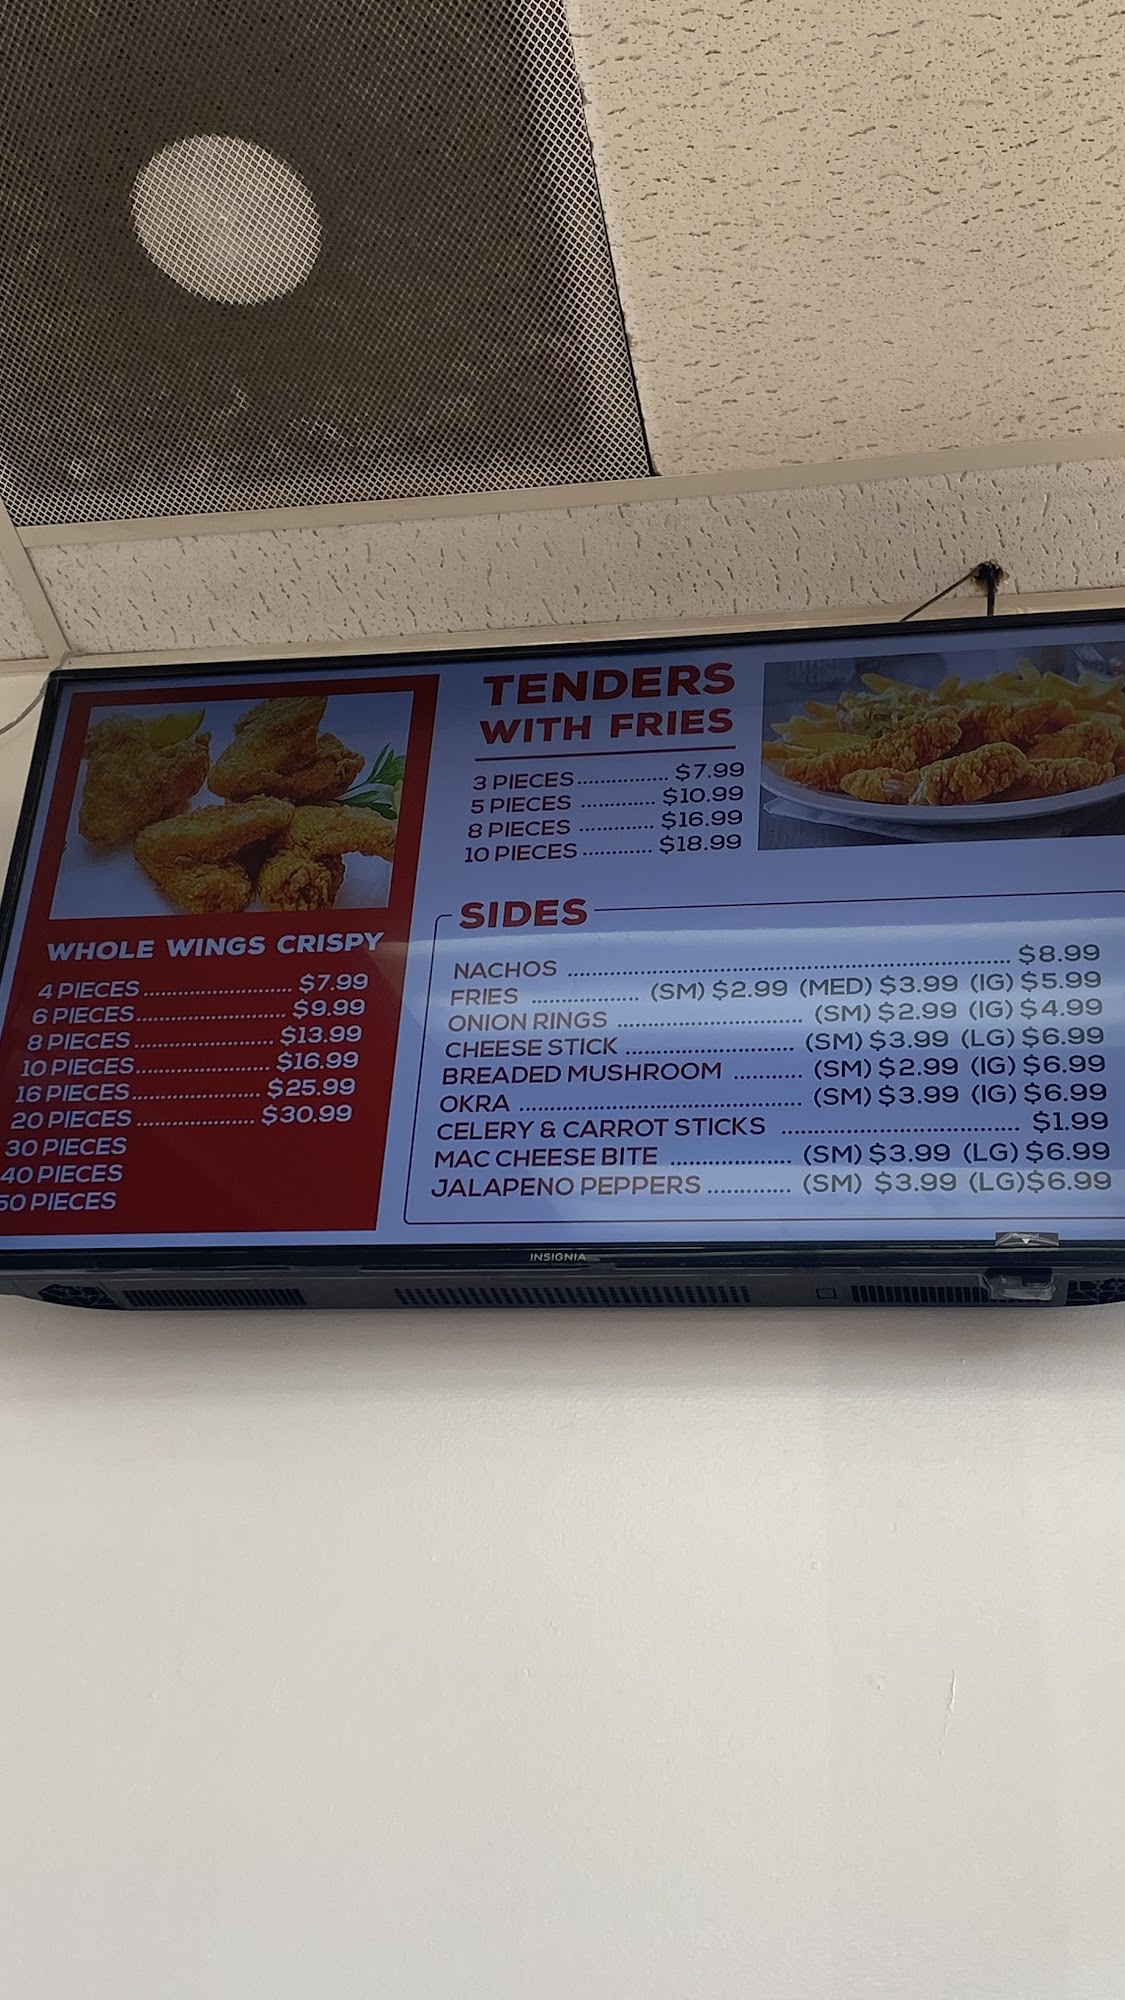 WHOLE WINGS CRISPY
4 PIECES ............................ $7.99
6 PIECES ............................ $9.99
8 PIECES .......................... $13.99
10 PIECES ......................... $16.99
16 PIECES ........................ $25.99
20 PIECES ...................... $30.99
30 PIECES
40 PIECES
50 PIECES
TENDERS
WITH FRIES
3 PIECES ................. $7.99
5 PIECES .............. $10.99
8 PIECES .............. $16.99
10 PIECES ............. $18.99
SIDES
NACHOS .................................................................................... $8.99
FRIES .................... (SM) $2.99 (MED) $3.99 (IG) $5.99
ONION RINGS ................................... (SM) $2.99 (IG) $4.99
CHEESE STICK ................................ (SM) $3.99 (LG) $6.99
BREADED MUSHROOM ............. (SM) $2.99 (IG) $6.99
OKRA ..................................................... (SM) $3.99 (IG) $6.99
CELERY & CARROT STICKS ............................................ $1.99
MAC CHEESE BITE ...................... (SM) $3.99 (LG) $6.99
JALAPENO PEPPERS ............... (SM) $3.99 (LG)$6.99
INSIGNIA